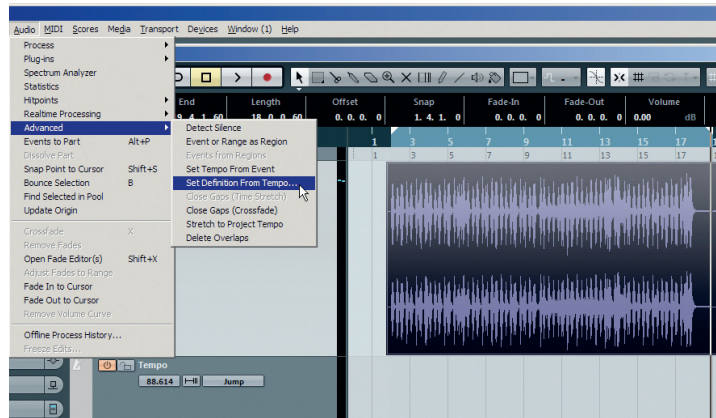 Audio MIDI Scores Media Transport Devices Window (1) Help
Process
Plug-ins
Spectrum Analyzer
Statistics
Hitpoints
Realtime Processing
Advanced
Events to Part Alt+P
Dissolve Part
Snap Point to Cursor Shift+S
Bounce Selection B
Find Selected in Pool
Update Origin
Crossfade X
Remove Fades
Open Fade Editor(s) Shift+X
Adjust Fades to Range
Fade In to Cursor
Fade Out to Cursor
Remove Volume Curve
Offline Process History...
Freeze Edits...
Detect Silence
Event or Range as Region
Events from Regions
Set Tempo From Event
Set Definition From Tempo...
Close Gaps (Time Stretch)
Close Gaps (Crossfade)
Stretch to Project Tempo
Delete Overlaps
End Length Offset Snap Fade-In Fade-Out Volume
9. 4. 1. 60 18. 0. 0. 60 0. 0. 0. 0 1. 4. 1. 0 0. 0. 0. 0 0. 0. 0. 0 0.00 dB
1 3 5 7 9 11 13 15 17
1 3 5 7 9 11 13 15 17
Tempo
88.614 Jump